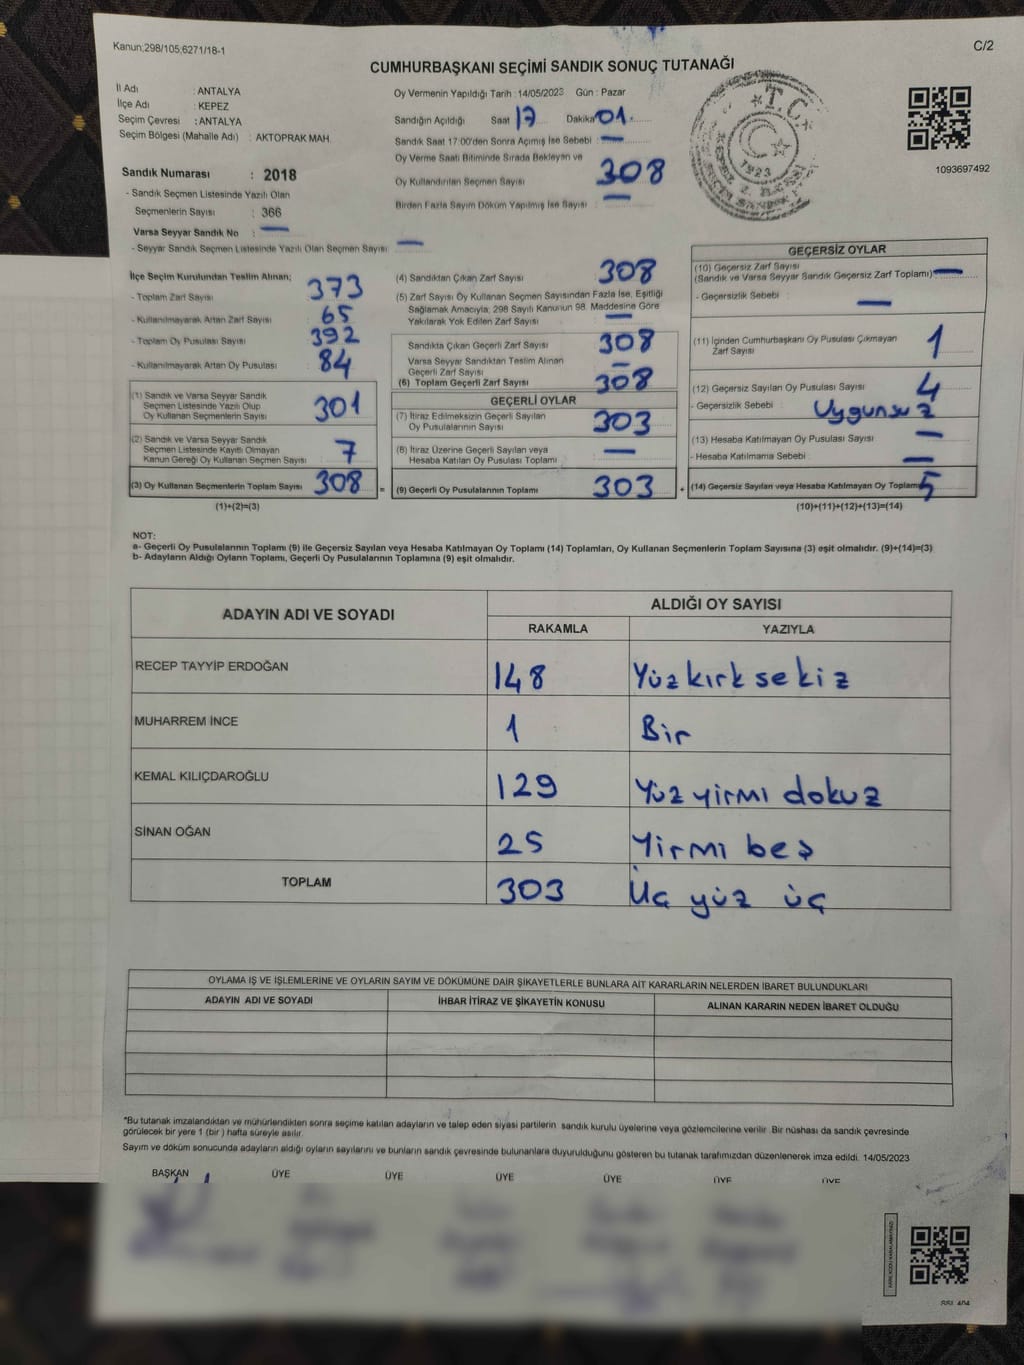 Kanun;298/105;6271/18-1
C/2
CUMHURBAŞKANI SEÇİMİ SANDIK SONUÇ TUTANAĞI
İl Adı : ANTALYA
İlçe Adı : KEPEZ
Seçim Çevresi : ANTALYA
Seçim Bölgesi (Mahalle Adı) : AKTOPRAK MAH.
Sandık Numarası : 2018
- Sandık Seçmen Listesinde Yazılı Olan
Seçmenlerin Sayısı : 366
Varsa Seyyar Sandık No : —
- Seyyar Sandık Seçmen Listesinde Yazılı Olan Seçmen Sayısı : —
Oy Vermenin Yapıldığı Tarih : 14/05/2023 Gün : Pazar
Sandığın Açıldığı Saat 17 Dakika 01
Sandık Saat 17:00'den Sonra Açımış İse Sebebi : —
Oy Verme Saati Bitiminde Sırada Bekleyen ve
Oy Kullandırılan Seçmen Sayısı : 308
Birden Fazla Sayım Döküm Yapılmış İse Sayısı : —
T.C.
1923
1093697492
İlçe Seçim Kurulundan Teslim Alınan;
- Toplam Zarf Sayısı 373
- Kullanılmayarak Artan Zarf Sayısı : 65
- Toplam Oy Pusulası Sayısı : 392
- Kullanılmayarak Artan Oy Pusulası : 84
(1) Sandık ve Varsa Seyyar Sandık
Seçmen Listesinde Yazılı Olup
Oy Kullanan Seçmenlerin Sayısı : 301
(2) Sandık ve Varsa Seyyar Sandık
Seçmen Listesinde Kayıtlı Olmayan
Kanun Gereği Oy Kullanan Seçmen Sayısı : 7
(3) Oy Kullanan Seçmenlerin Toplam Sayısı 308
(1)+(2)=(3)
(4) Sandıktan Çıkan Zarf Sayısı : 308
(5) Zarf Sayısı Oy Kullanan Seçmen Sayısından Fazla İse, Eşitliği
Sağlamak Amacıyla; 298 Sayılı Kanunun 98. Maddesine Göre
Yakılarak Yok Edilen Zarf Sayısı : —
Sandıkta Çıkan Geçerli Zarf Sayısı : 308
Varsa Seyyar Sandıktan Teslim Alınan
Geçerli Zarf Sayısı : —
(6) Toplam Geçerli Zarf Sayısı : 308
GEÇERLİ OYLAR
(7) İtiraz Edilmeksizin Geçerli Sayılan
Oy Pusulalarının Sayısı : 303
(8) İtiraz Üzerine Geçerli Sayılan veya
Hesaba Katılan Oy Pusulası Toplamı : —
= (9) Geçerli Oy Pusulalarının Toplamı : 303 +
GEÇERSİZ OYLAR
(10) Geçersiz Zarf Sayısı
(Sandık ve Varsa Seyyar Sandık Geçersiz Zarf Toplamı) : —
- Geçersizlik Sebebi : —
(11) İçinden Cumhurbaşkanı Oy Pusulası Çıkmayan
Zarf Sayısı : 1
(12) Geçersiz Sayılan Oy Pusulası Sayısı : 4
- Geçersizlik Sebebi : Uygunsuz
(13) Hesaba Katılmayan Oy Pusulası Sayısı : —
- Hesaba Katılmama Sebebi : —
(14) Geçersiz Sayılan veya Hesaba Katılmayan Oy Toplamı 5
(10)+(11)+(12)+(13)=(14)
NOT:
a- Geçerli Oy Pusulalarının Toplamı (9) ile Geçersiz Sayılan veya Hesaba Katılmayan Oy Toplamı (14) Toplamları, Oy Kullanan Seçmenlerin Toplam Sayısına (3) eşit olmalıdır. (9)+(14)=(3)
b- Adayların Aldığı Oyların Toplamı, Geçerli Oy Pusulalarının Toplamına (9) eşit olmalıdır.
ADAYIN ADI VE SOYADI ALDIĞI OY SAYISI
RAKAMLA YAZIYLA
RECEP TAYYİP ERDOĞAN 148 Yüz kırk sekiz
MUHARREM İNCE 1 Bir
KEMAL KILIÇDAROĞLU 129 Yüz yirmi dokuz
SİNAN OĞAN 25 Yirmi beş
TOPLAM 303 Üç yüz üç
OYLAMA İŞ VE İŞLEMLERİNE VE OYLARIN SAYIM VE DÖKÜMÜNE DAİR ŞİKAYETLERLE BUNLARA AİT KARARLARIN NELERDEN İBARET BULUNDUKLARI
ADAYIN ADI VE SOYADI İHBAR İTİRAZ VE ŞİKAYETİN KONUSU ALINAN KARARIN NEDEN İBARET OLDUĞU
*Bu tutanak imzalandıktan ve mühürlendikten sonra seçime katılan adayların ve talep eden siyasi partilerin sandık kurulu üyelerine veya gözlemcilerine verilir. Bir nüshası da sandık çevresinde
görülecek bir yere 1 (bir) hafta süreyle asılır.
Sayım ve döküm sonucunda adayların aldığı oyların sayılarını ve bunların sandık çevresinde bulunanlara duyurulduğunu gösteren bu tutanak tarafımızdan düzenlenerek imza edildi. 14/05/2023
BAŞKAN ÜYE ÜYE ÜYE ÜYE ÜYE ÜYE